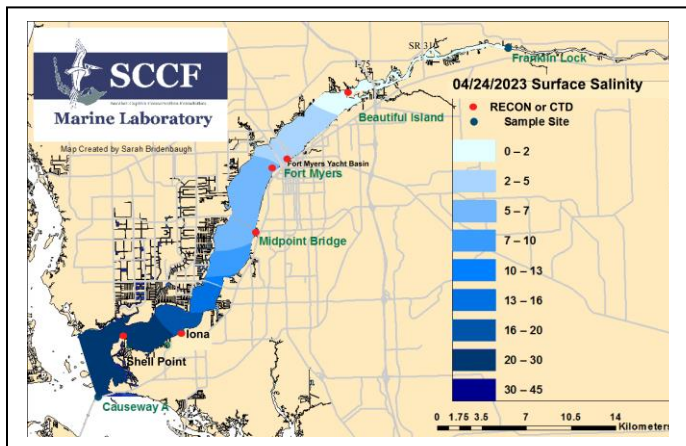 SCCF
Sanibel-Captiva Conservation Foundation
Marine Laboratory
Map Created by Sarah Bridenbaugh
SR 31
I-75
Franklin Lock
04/24/2023 Surface Salinity
RECON or CTD
Sample Site
Beautiful Island
Fort Myers Yacht Basin
Fort Myers
Midpoint Bridge
Iona
Shell Point
Causeway A
0 – 2
2 – 5
5 – 7
7 – 10
10 – 13
13 – 16
16 – 20
20 – 30
30 – 45
0 1.75 3.5 7 10.5 14
Kilometers